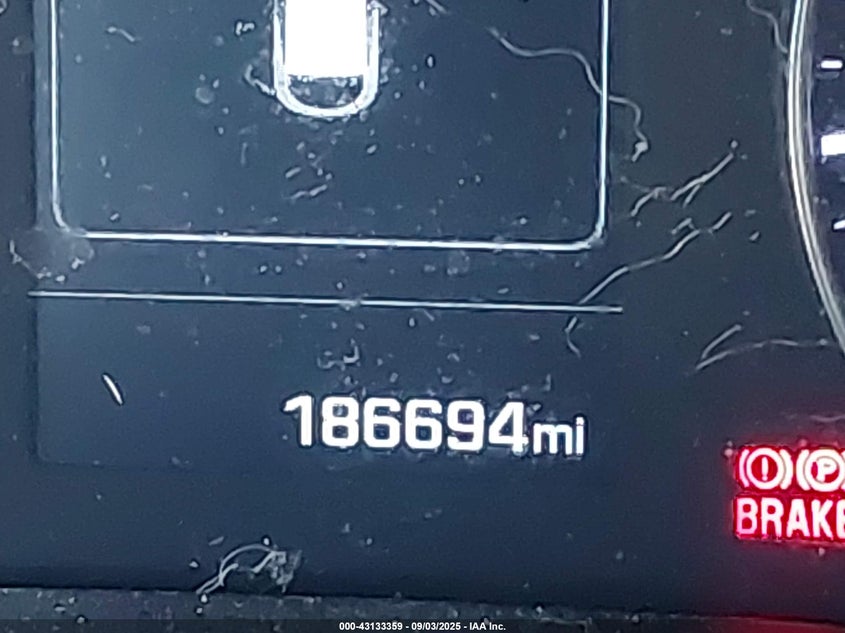 186694mi
(!) (P)
BRAKE
000-43133359 - 09/03/2025 - IAA Inc.